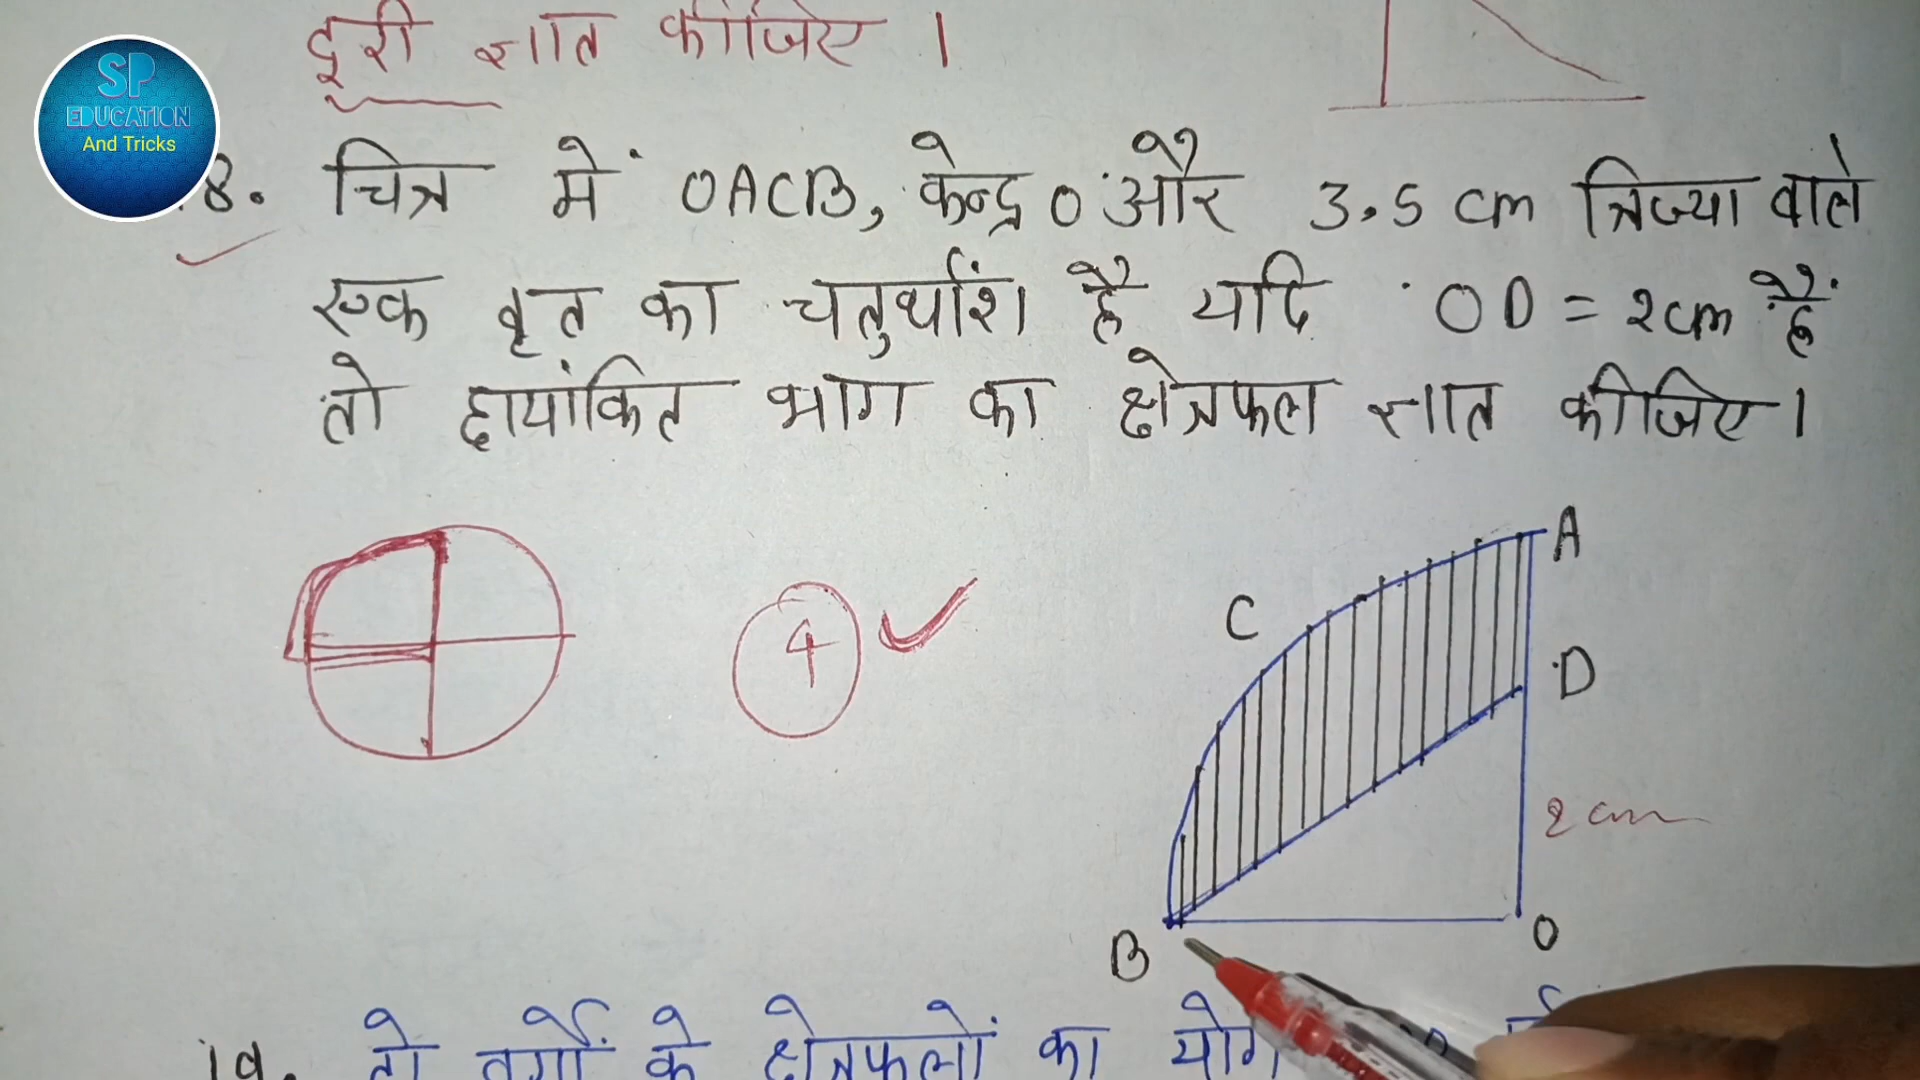 दूरी ज्ञात कीजिए ।
SP
EDUCATION
And Tricks
8. चित्र में OACB, केन्द्र O और 3.5 cm त्रिज्या वाले
एक वृत का चतुर्थांश है यदि OD = 2cm हैं
तो छायांकित भाग का क्षेत्रफल ज्ञात कीजिए ।
A
C
4
D
2 cm
B
O
19. दो वर्गों के क्षेत्रफलों का योग